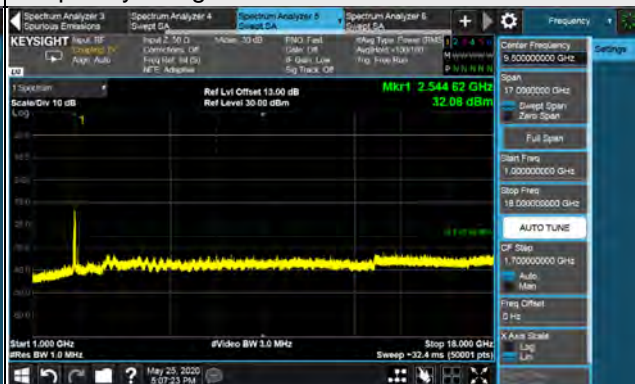 Spectrum Analyzer 3
Spurious Emissions
Spectrum Analyzer 4
Swept SA
Spectrum Analyzer 5
Swept SA
Spectrum Analyzer 6
Swept SA
+
Frequency
KEYSIGHT
Input: RF
Coupling: DC
Align: Auto
Input Z: 50 Ω
Corrections: Off
Freq Ref: Int (S)
NFE: Adaptive
Atten: 30 dB
PNO: Fast
Gate: Off
IF Gain: Low
Sig Track: Off
#Avg Type: Power (RMS)
Avg|Hold: >100/100
Trig: Free Run
1 2 3 4 5 6
M W W W W W
P N N N N N
Center Frequency
9.500000000 GHz
Settings
Span
17.0000000 GHz
Swept Span
Zero Span
Full Span
Start Freq
1.000000000 GHz
Stop Freq
18.000000000 GHz
AUTO TUNE
CF Step
1.700000000 GHz
Auto
Man
Freq Offset
0 Hz
X Axis Scale
Log
Lin
1 Spectrum
Scale/Div 10 dB
Log
Ref Lvl Offset 13.00 dB
Ref Level 30.00 dBm
Mkr1 2.544 62 GHz
32.08 dBm
1
Start 1.000 GHz
#Res BW 1.0 MHz
#Video BW 3.0 MHz
Stop 18.000 GHz
Sweep ~32.4 ms (50001 pts)
May 25, 2020
5:07:23 PM